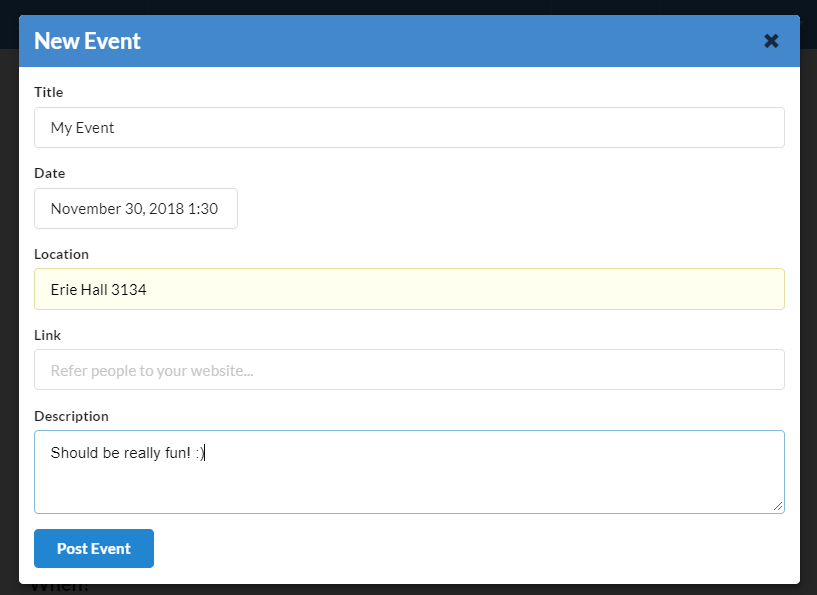 New Event
Title
My Event
Date
November 30, 2018 1:30
Location
Erie Hall 3134
Link
Refer people to your website...
Description
Should be really fun! :)
Post Event
When?